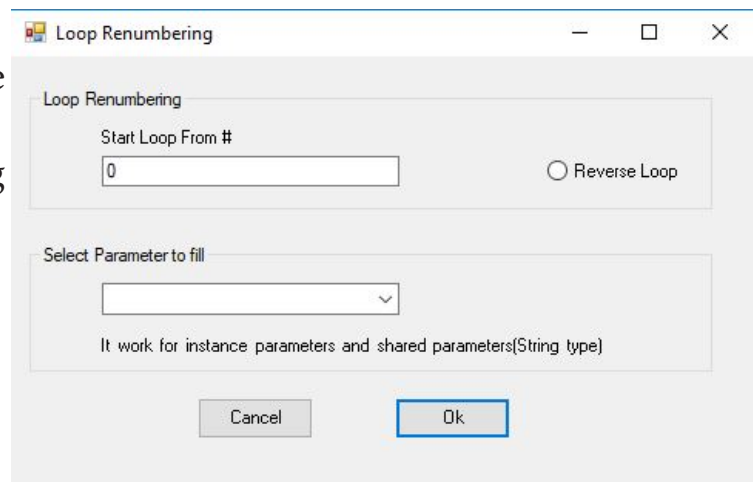 Loop Renumbering
e
Loop Renumbering
Start Loop From #
0
Reverse Loop
g
Select Parameter to fill
It work for instance parameters and shared parameters(String type)
Cancel
Ok